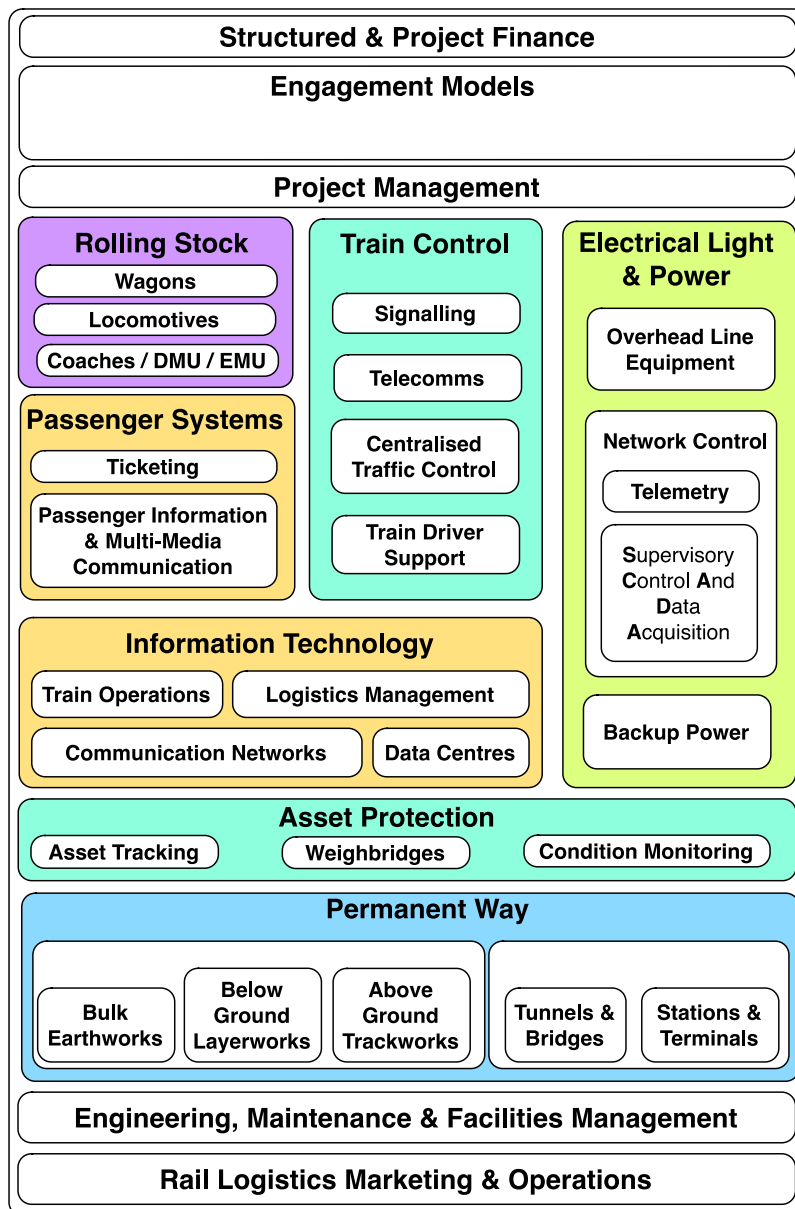 Structured & Project Finance
Engagement Models
Project Management
Rolling Stock
Wagons
Locomotives
Coaches / DMU / EMU
Passenger Systems
Ticketing
Passenger Information
& Multi-Media
Communication
Train Control
Signalling
Telecomms
Centralised
Traffic Control
Train Driver
Support
Electrical Light
& Power
Overhead Line
Equipment
Network Control
Telemetry
Supervisory
Control And
Data
Acquisition
Backup Power
Information Technology
Train Operations
Logistics Management
Communication Networks
Data Centres
Asset Protection
Asset Tracking
Weighbridges
Condition Monitoring
Permanent Way
Bulk
Earthworks
Below
Ground
Layerworks
Above
Ground
Trackworks
Tunnels &
Bridges
Stations &
Terminals
Engineering, Maintenance & Facilities Management
Rail Logistics Marketing & Operations